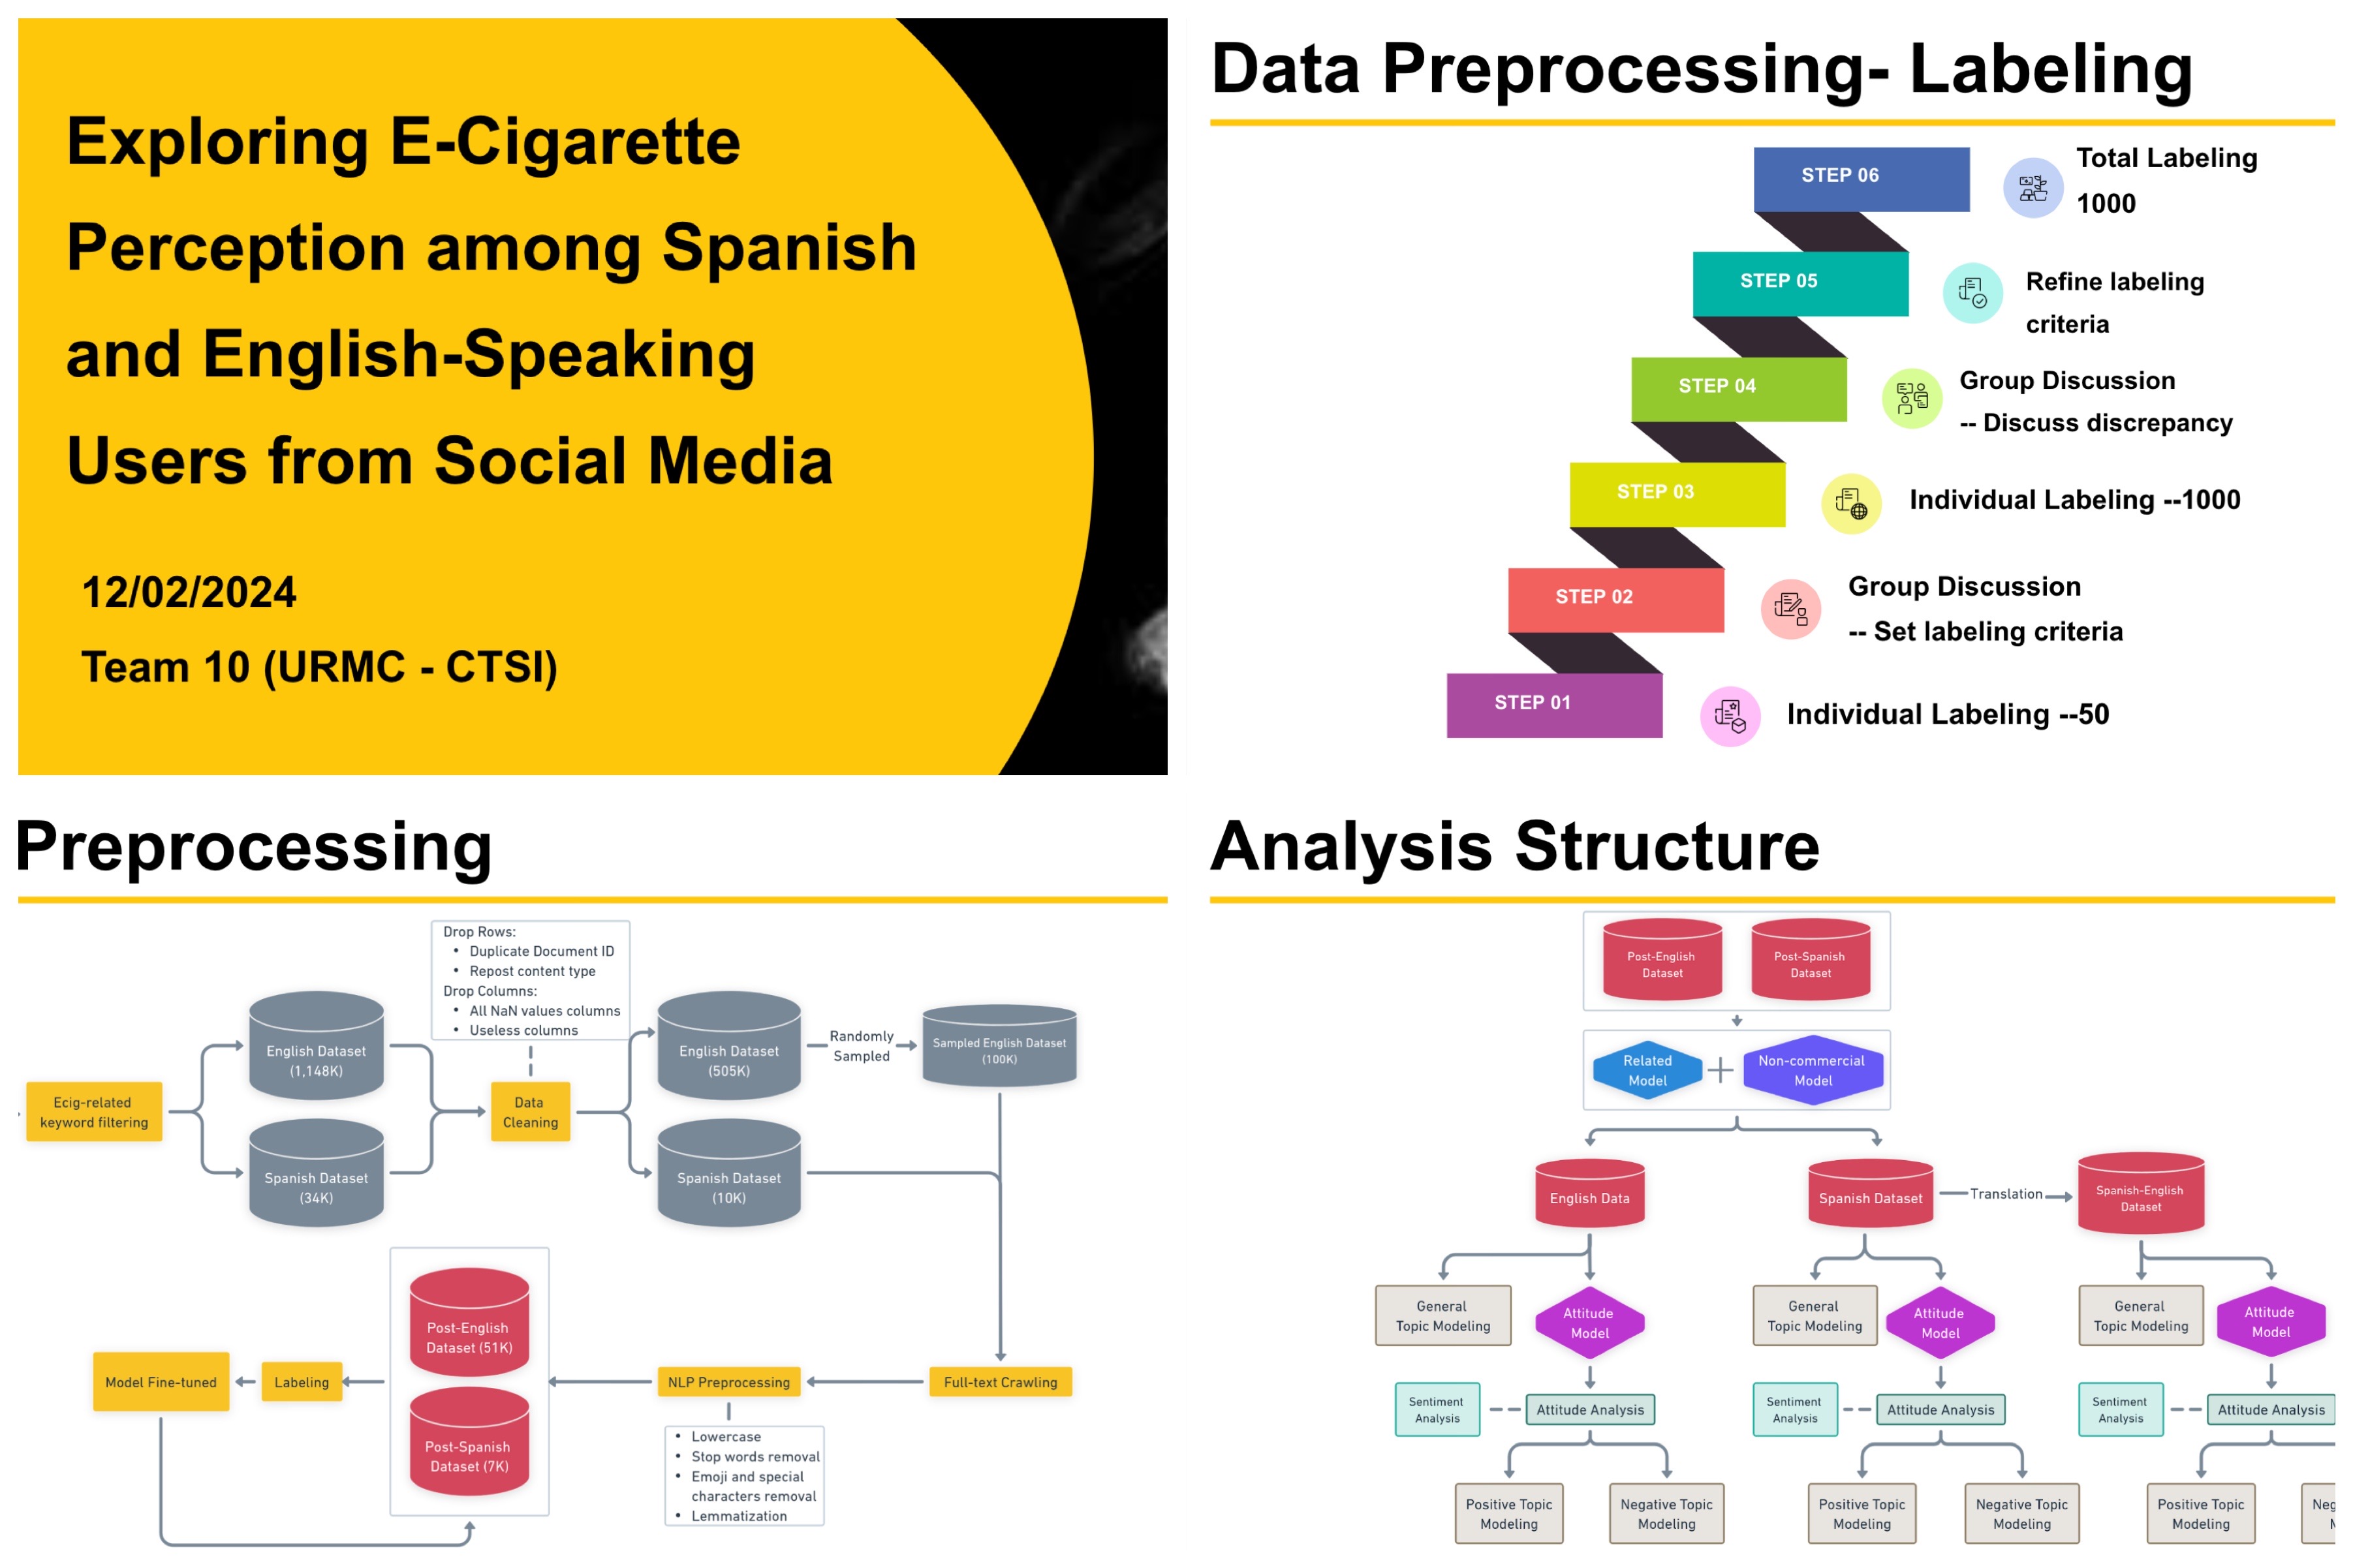 Exploring E-Cigarette
Perception among Spanish
and English-Speaking
Users from Social Media
12/02/2024
Team 10 (URMC - CTSI)
Data Preprocessing- Labeling
STEP 06
Total Labeling
1000
STEP 05
Refine labeling
criteria
STEP 04
Group Discussion
-- Discuss discrepancy
STEP 03
Individual Labeling --1000
STEP 02
Group Discussion
-- Set labeling criteria
STEP 01
Individual Labeling --50
Preprocessing
Drop Rows:
• Duplicate Document ID
• Repost content type
Drop Columns:
• All NaN values columns
• Useless columns
Ecig-related
keyword filtering
English Dataset
(1,148K)
Spanish Dataset
(34K)
Data
Cleaning
English Dataset
(505K)
Spanish Dataset
(10K)
Randomly
Sampled
Sampled English Dataset
(100K)
Full-text Crawling
NLP Preprocessing
• Lowercase
• Stop words removal
• Emoji and special
characters removal
• Lemmatization
Post-English
Dataset (51K)
Post-Spanish
Dataset (7K)
Labeling
Model Fine-tuned
Analysis Structure
Post-English
Dataset
Post-Spanish
Dataset
Related
Model
Non-commercial
Model
English Data
Spanish Dataset
Translation
Spanish-English
Dataset
General
Topic Modeling
Attitude
Model
General
Topic Modeling
Attitude
Model
General
Topic Modeling
Attitude
Model
Sentiment
Analysis
Attitude Analysis
Sentiment
Analysis
Attitude Analysis
Sentiment
Analysis
Attitude Analysis
Positive Topic
Modeling
Negative Topic
Modeling
Positive Topic
Modeling
Negative Topic
Modeling
Positive Topic
Modeling
Neg